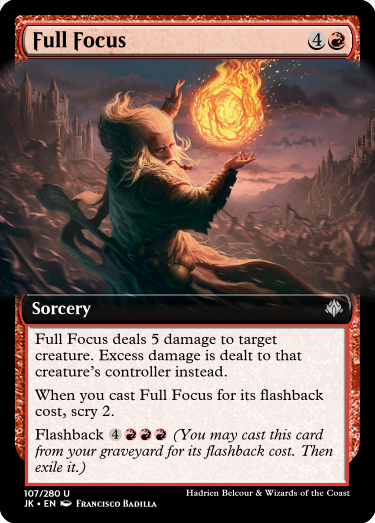 Full Focus 4
Sorcery
Full Focus deals 5 damage to target
creature. Excess damage is dealt to that
creature's controller instead.
When you cast Full Focus for its flashback
cost, scry 2.
Flashback 4 (You may cast this card
from your graveyard for its flashback cost. Then
exile it.)
107/280 U
JK • EN Francisco Badilla
Hadrien Belcour & Wizards of the Coast